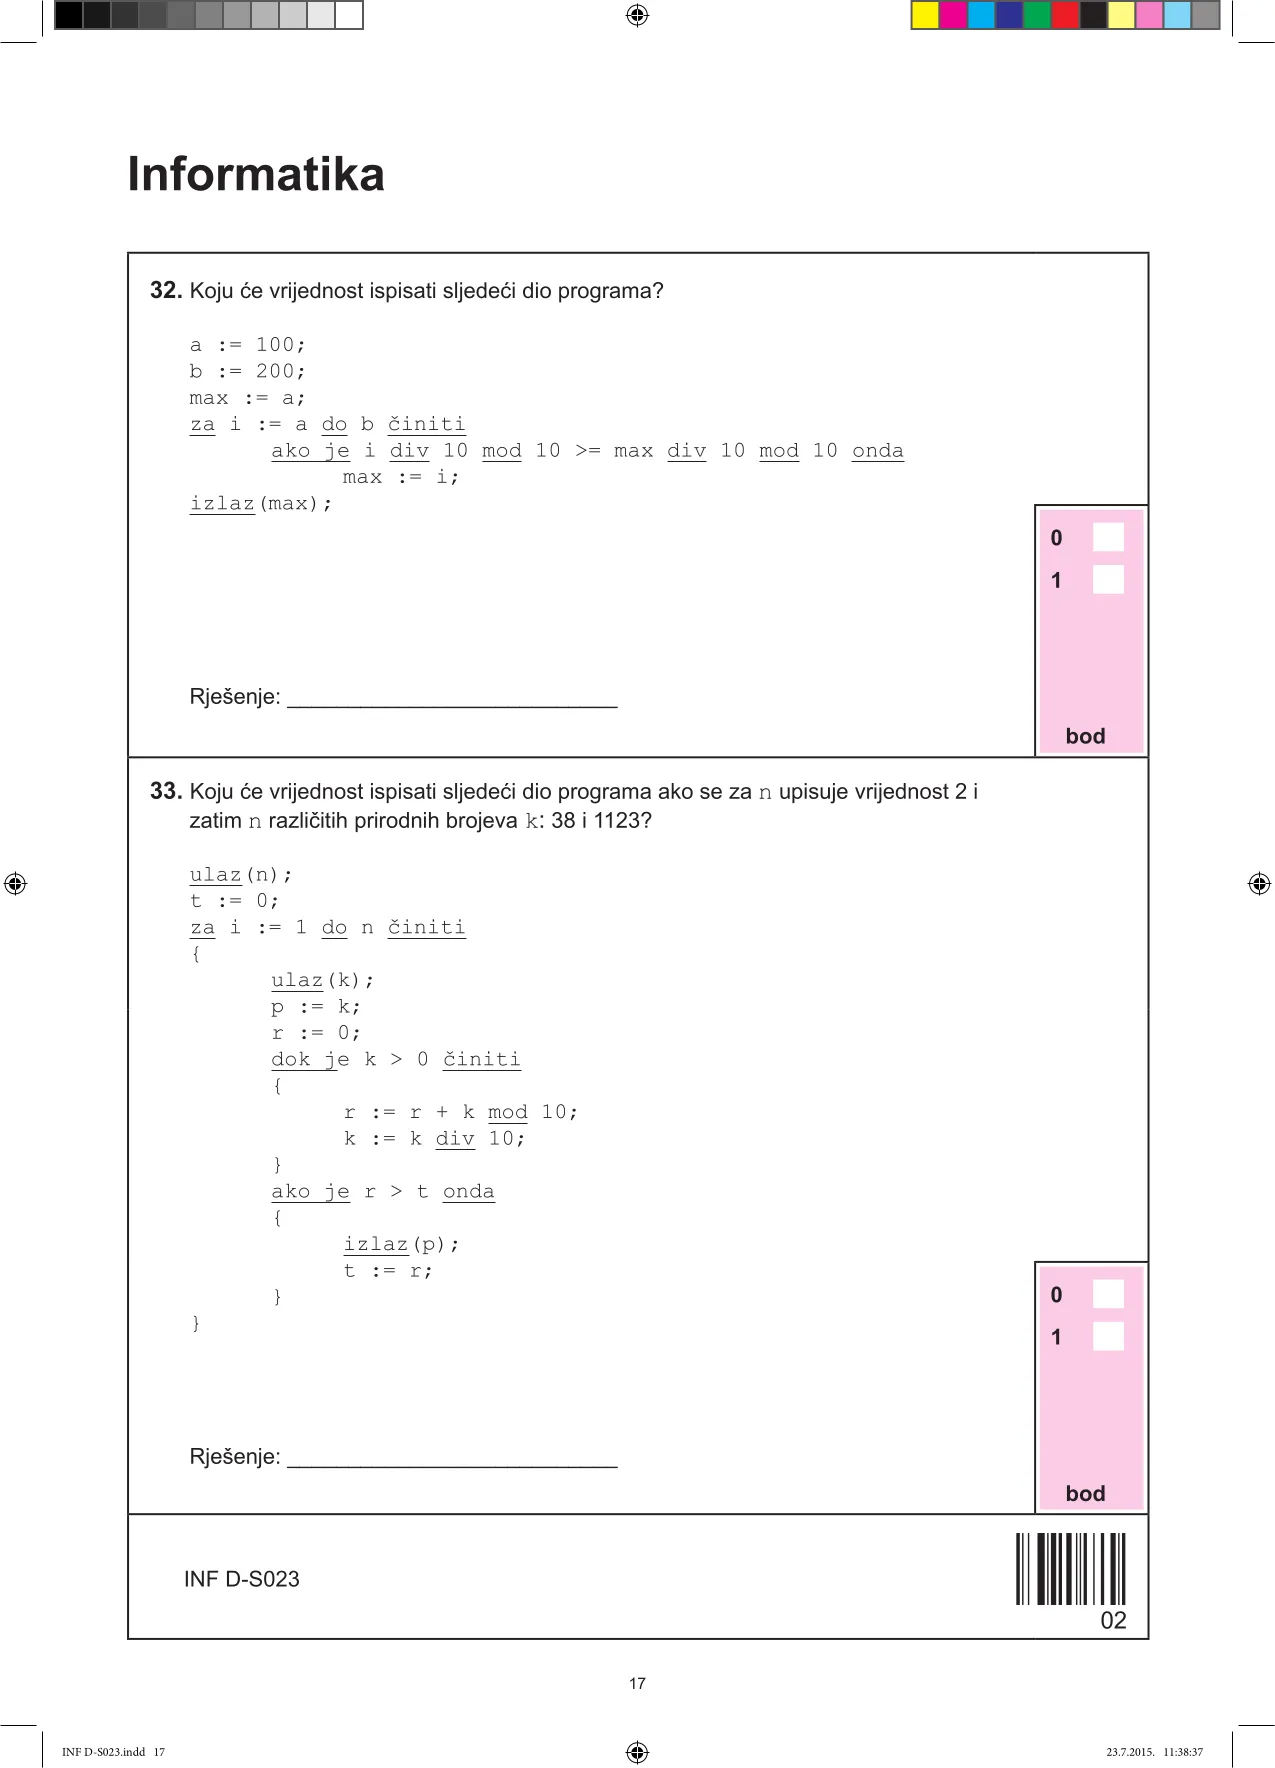 Informatika
32. Koju će vrijednost ispisati sljedeći dio programa?
a := 100;
b := 200;
max := a;
za i := a do b činiti
ako je i div 10 mod 10 >= max div 10 mod 10 onda
max := i;
izlaz(max);
0
1
Rješenje: ___________________________
bod
33. Koju će vrijednost ispisati sljedeći dio programa ako se za n upisuje vrijednost 2 i
zatim n različitih prirodnih brojeva k: 38 i 1123?
ulaz(n);
t := 0;
za i := 1 do n činiti
{
ulaz(k);
p := k;
r := 0;
dok je k > 0 činiti
{
r := r + k mod 10;
k := k div 10;
}
ako je r > t onda
{
izlaz(p);
t := r;
}
}
0
1
Rješenje: ___________________________
bod
INF D-S023
02
17
INF D-S023.indd 17
23.7.2015. 11:38:37